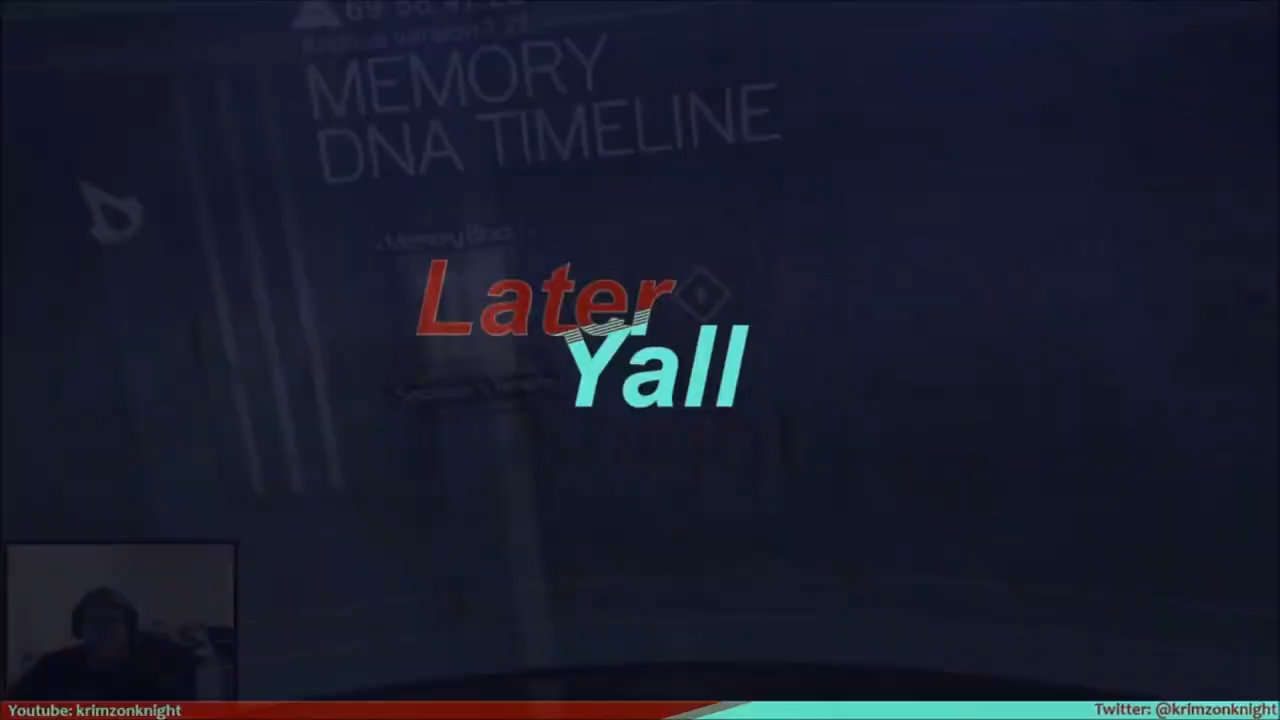 MEMORY
DNA TIMELINE
Later
Yall
Youtube: krimzonknight
Twitter: @krimzonknight